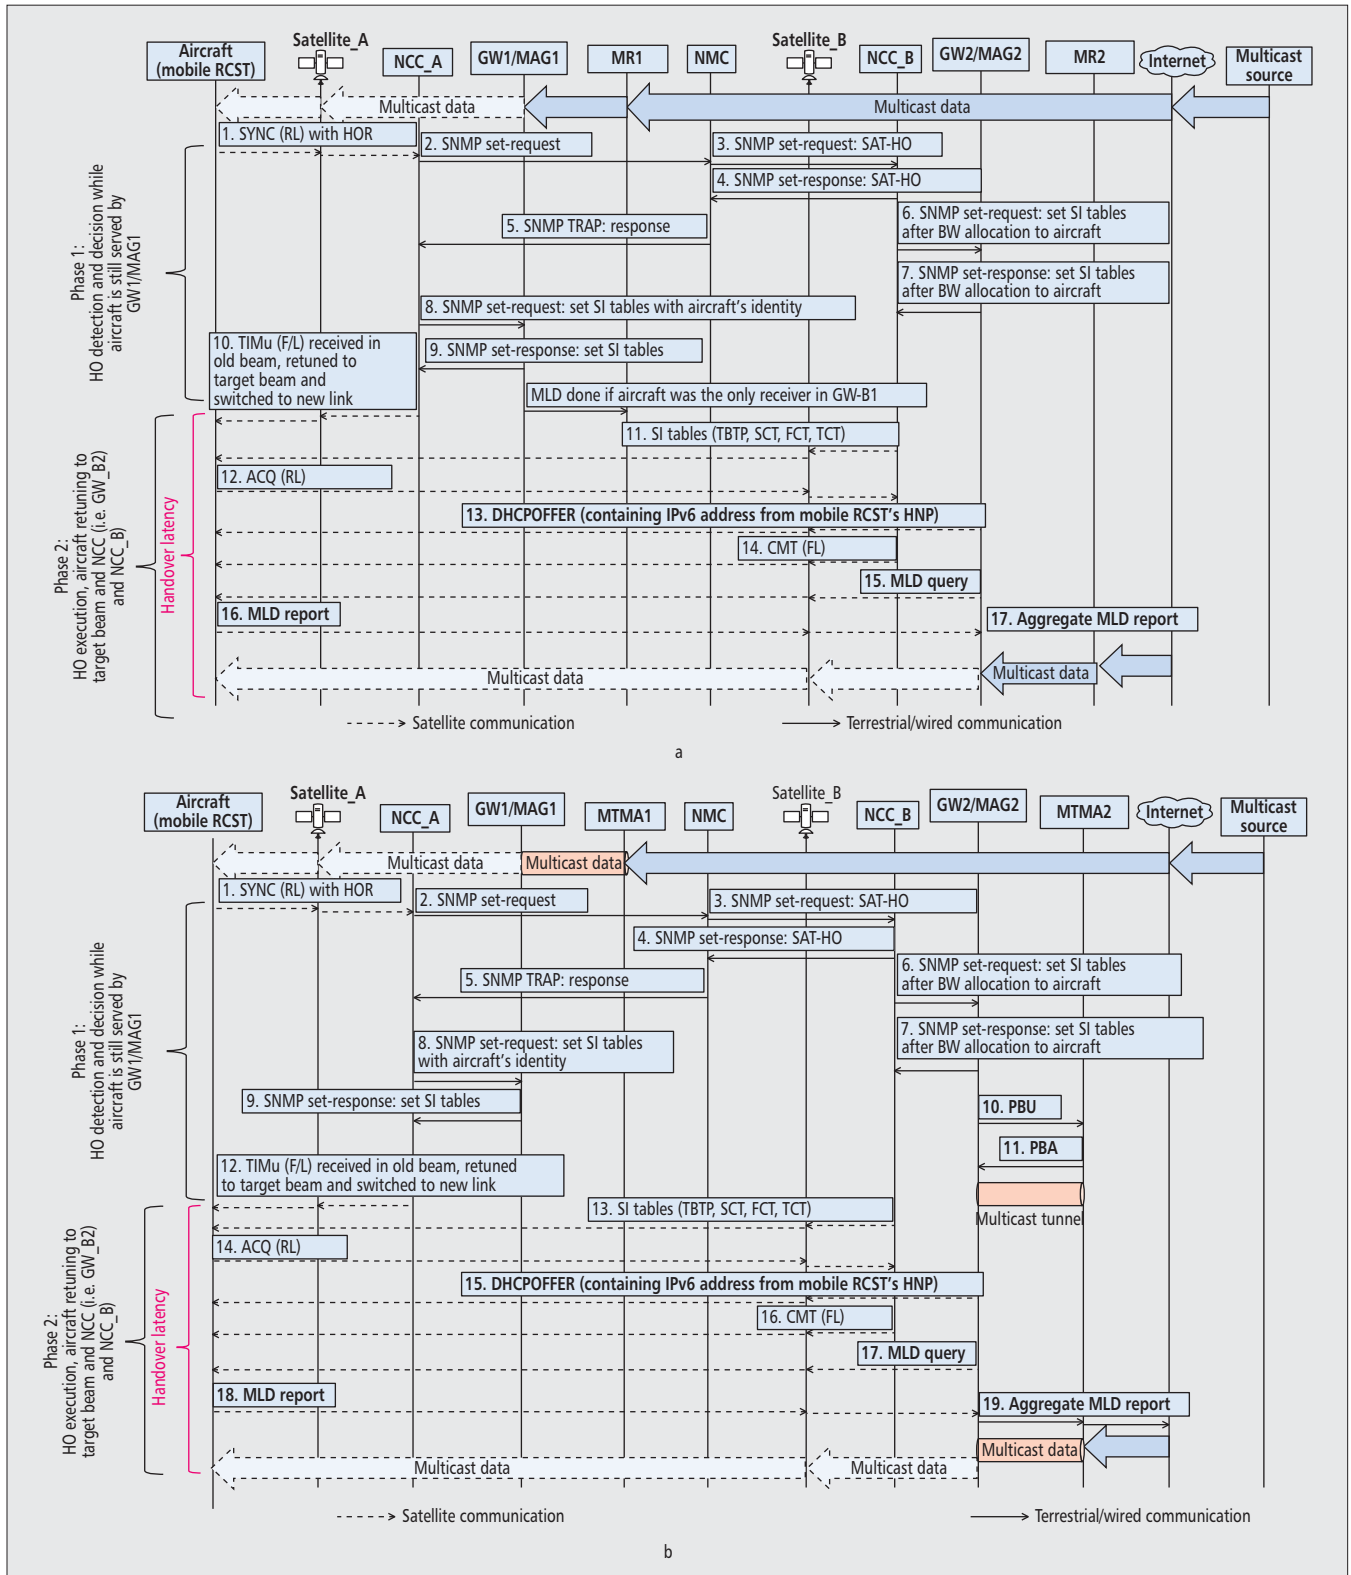 Aircraft
(mobile RCST)
Satellite_A
NCC_A
GW1/MAG1
MR1
NMC
Satellite_B
NCC_B
GW2/MAG2
MR2
Internet
Multicast
source
Multicast data
Multicast data
1. SYNC (RL) with HOR
2. SNMP set-request
3. SNMP set-request: SAT-HO
4. SNMP set-response: SAT-HO
5. SNMP TRAP: response
6. SNMP set-request: set SI tables
after BW allocation to aircraft
7. SNMP set-response: set SI tables
after BW allocation to aircraft
8. SNMP set-request: set SI tables with aircraft's identity
9. SNMP set-response: set SI tables
10. TIMu (F/L) received in
old beam, retuned to
target beam and
switched to new link
MLD done if aircraft was the only receiver in GW-B1
11. SI tables (TBTP, SCT, FCT, TCT)
12. ACQ (RL)
13. DHCPOFFER (containing IPv6 address from mobile RCST's HNP)
14. CMT (FL)
15. MLD query
16. MLD report
17. Aggregate MLD report
Multicast data
Multicast data
Phase 1:
HO detection and decision while
aircraft is still served by
GW1/MAG1
Phase 2:
HO execution, aircraft retuning to
target beam and NCC (i.e. GW_B2)
and NCC_B)
Handover latency
Satellite communication
Terrestrial/wired communication
a
Aircraft
(mobile RCST)
Satellite_A
NCC_A
GW1/MAG1
MTMA1
NMC
Satellite_B
NCC_B
GW2/MAG2
MTMA2
Internet
Multicast
source
Multicast data
Multicast data
1. SYNC (RL) with HOR
2. SNMP set-request
3. SNMP set-request: SAT-HO
4. SNMP set-response: SAT-HO
5. SNMP TRAP: response
6. SNMP set-request: set SI tables
after BW allocation to aircraft
7. SNMP set-response: set SI tables
after BW allocation to aircraft
8. SNMP set-request: set SI tables
with aircraft's identity
9. SNMP set-response: set SI tables
10. PBU
11. PBA
12. TIMu (F/L) received in old beam, retuned
to target beam and switched to new link
Multicast tunnel
13. SI tables (TBTP, SCT, FCT, TCT)
14. ACQ (RL)
15. DHCPOFFER (containing IPv6 address from mobile RCST's HNP)
16. CMT (FL)
17. MLD query
18. MLD report
19. Aggregate MLD report
Multicast data
Multicast data
Multicast data
Phase 1:
HO detection and decision while
aircraft is still served by
GW1/MAG1
Phase 2:
HO execution, aircraft retuning to
target beam and NCC (i.e. GW_B2)
and NCC_B)
Handover latency
Satellite communication
Terrestrial/wired communication
b